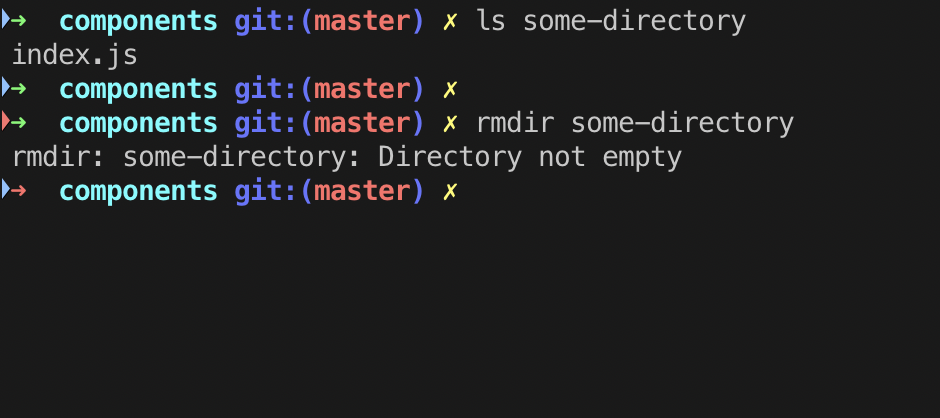 ➜ components git:(master) ✗ ls some-directory
index.js
➜ components git:(master) ✗
➜ components git:(master) ✗ rmdir some-directory
rmdir: some-directory: Directory not empty
➜ components git:(master) ✗